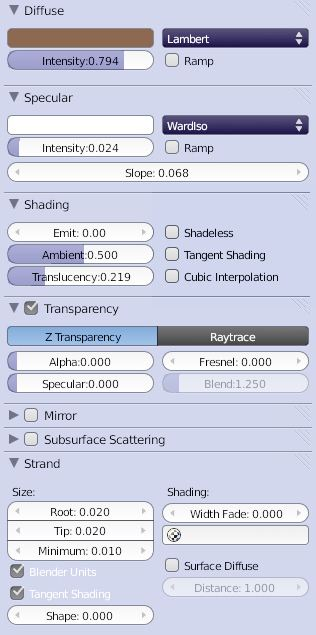 Diffuse
Lambert
Intensity:0.794
Ramp
Specular
WardIso
Intensity:0.024
Ramp
Slope: 0.068
Shading
Emit: 0.00
Shadeless
Ambient:0.500
Tangent Shading
Translucency:0.219
Cubic Interpolation
Transparency
Z Transparency
Raytrace
Alpha:0.000
Fresnel: 0.000
Specular:0.000
Blend:1.250
Mirror
Subsurface Scattering
Strand
Size:
Shading:
Root: 0.020
Width Fade: 0.000
Tip: 0.020
Minimum: 0.010
Blender Units
Surface Diffuse
Tangent Shading
Distance: 1.000
Shape: 0.000